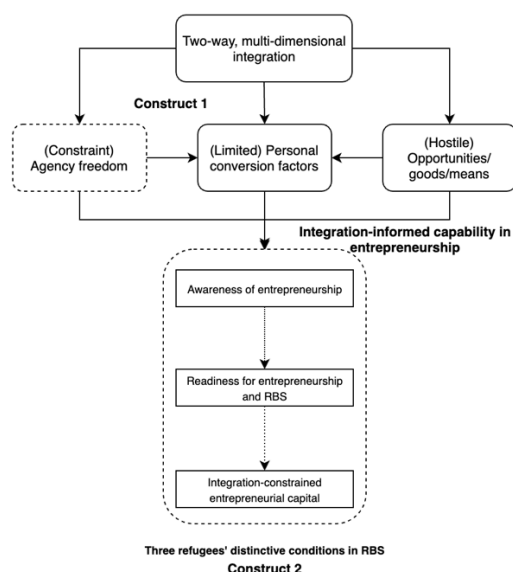 Two-way, multi-dimensional
integration
Construct 1
(Constraint)
Agency freedom
(Limited) Personal
conversion factors
(Hostile)
Opportunities/
goods/means
Integration-informed capability in
entrepreneurship
Awareness of entrepreneurship
Readiness for entrepreneurship
and RBS
Integration-constrained
entrepreneurial capital
Three refugees' distinctive conditions in RBS
Construct 2